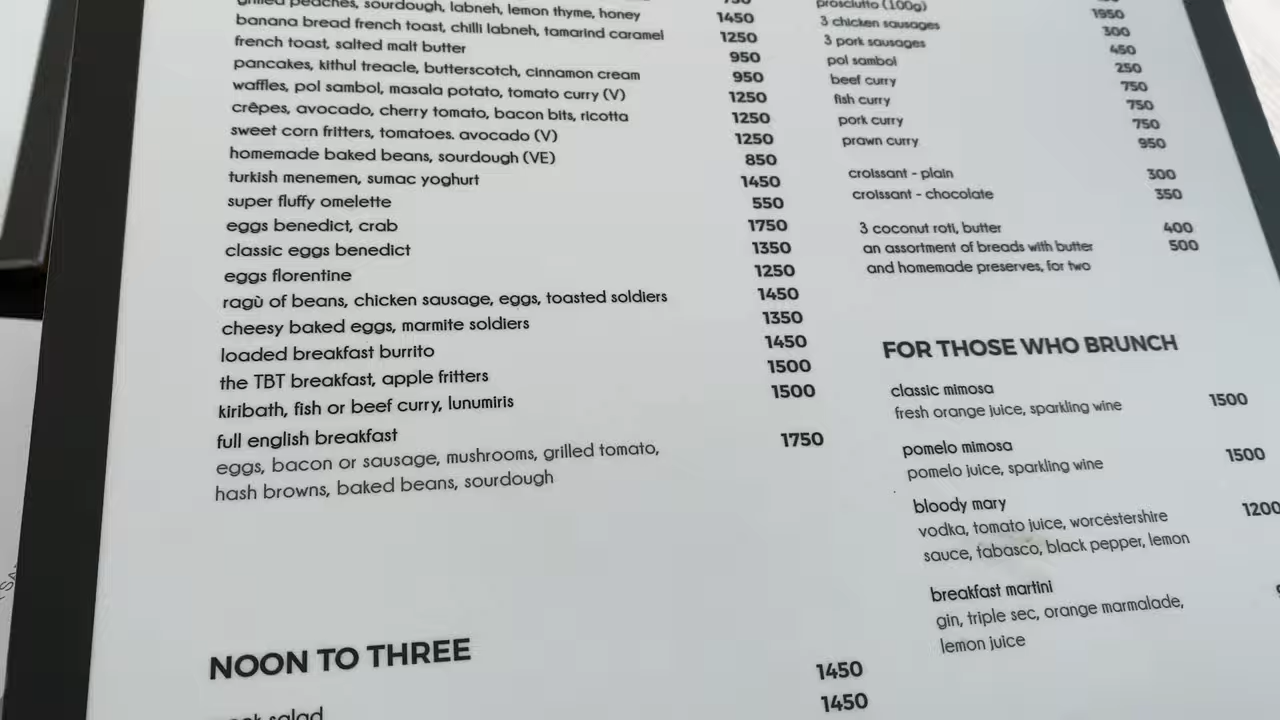 peaches, sourdough, labneh, lemon thyme, honey 1450
banana bread french toast, chilli labneh, tamarind caramel 1250
french toast, salted malt butter 950
pancakes, kithul treacle, butterscotch, cinnamon cream 950
waffles, pol sambol, masala potato, tomato curry (V) 1250
crêpes, avocado, cherry tomato, bacon bits, ricotta 1250
sweet corn fritters, tomatoes. avocado (V) 1250
homemade baked beans, sourdough (VE) 850
turkish menemen, sumac yoghurt 1450
super fluffy omelette 550
eggs benedict, crab 1750
classic eggs benedict 1350
eggs florentine 1250
ragù of beans, chicken sausage, eggs, toasted soldiers 1450
cheesy baked eggs, marmite soldiers 1350
loaded breakfast burrito 1450
the TBT breakfast, apple fritters 1500
kiribath, fish or beef curry, lunumiris 1500
full english breakfast 1750
eggs, bacon or sausage, mushrooms, grilled tomato,
hash browns, baked beans, sourdough
NOON TO THREE
salad 1450
1450
prosciutto (100g) 1950
3 chicken sausages 300
3 pork sausages 450
pol sambol 250
beef curry 750
fish curry 750
pork curry 750
prawn curry 950
croissant - plain 300
croissant - chocolate 350
3 coconut roti, butter 400
an assortment of breads with butter 500
and homemade preserves, for two
FOR THOSE WHO BRUNCH
classic mimosa
fresh orange juice, sparkling wine 1500
pomelo mimosa
pomelo juice, sparkling wine 1500
bloody mary
vodka, tomato juice, worcestershire 1200
sauce, tabasco, black pepper, lemon
breakfast martini
gin, triple sec, orange marmalade,
lemon juice